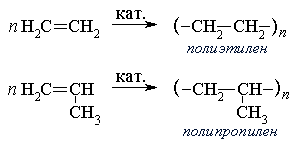 кат.
n H₂C=CH₂ → (–CH₂–CH₂–)ₙ
полиэтилен
кат.
n H₂C=CH → (–CH₂–CH–)ₙ
CH₃ CH₃
полипропилен